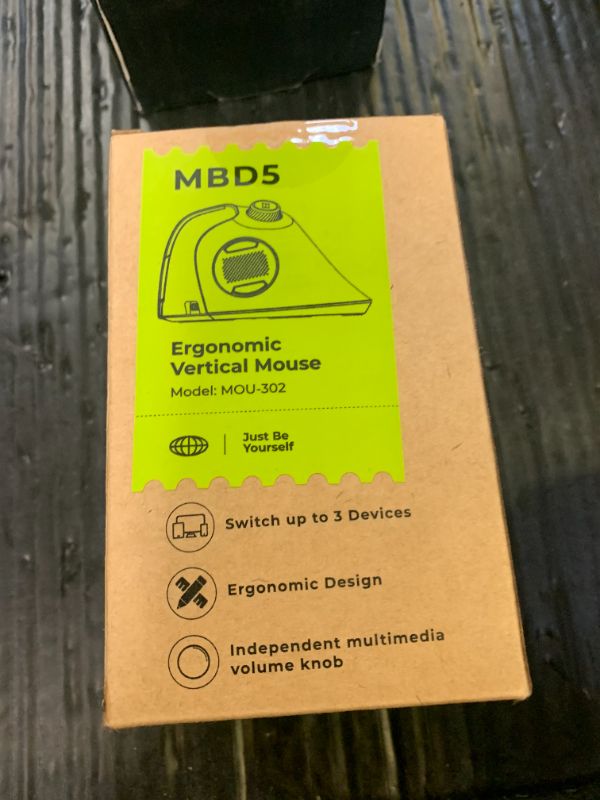 MBD5
Ergonomic
Vertical Mouse
Model: MOU-302
Just Be
Yourself
Switch up to 3 Devices
Ergonomic Design
Independent multimedia
volume knob